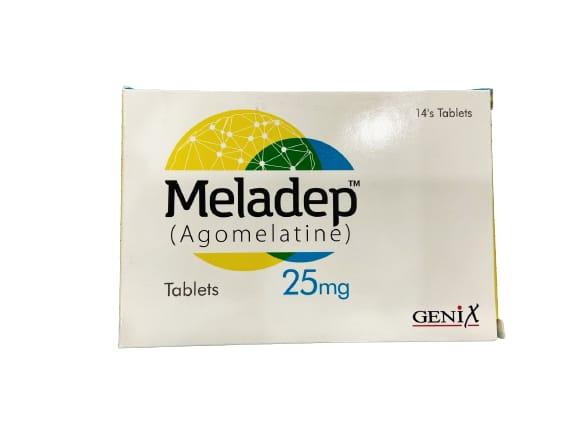 14's Tablets
Meladep™
(Agomelatine)
Tablets 25mg
GENiX